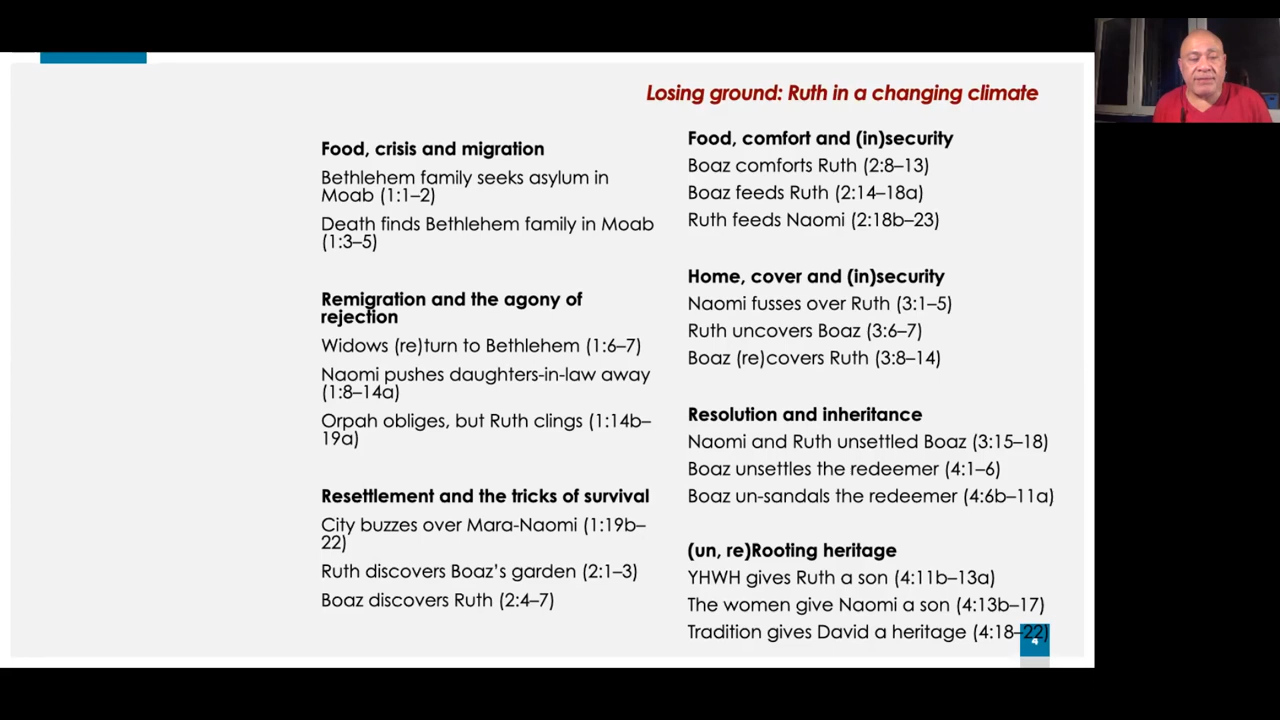 Losing ground: Ruth in a changing climate
Food, crisis and migration
Bethlehem family seeks asylum in
Moab (1:1–2)
Death finds Bethlehem family in Moab
(1:3–5)
Remigration and the agony of
rejection
Widows (re)turn to Bethlehem (1:6–7)
Naomi pushes daughters-in-law away
(1:8–14a)
Orpah obliges, but Ruth clings (1:14b–
19a)
Resettlement and the tricks of survival
City buzzes over Mara-Naomi (1:19b–
22)
Ruth discovers Boaz’s garden (2:1–3)
Boaz discovers Ruth (2:4–7)
Food, comfort and (in)security
Boaz comforts Ruth (2:8–13)
Boaz feeds Ruth (2:14–18a)
Ruth feeds Naomi (2:18b–23)
Home, cover and (in)security
Naomi fusses over Ruth (3:1–5)
Ruth uncovers Boaz (3:6–7)
Boaz (re)covers Ruth (3:8–14)
Resolution and inheritance
Naomi and Ruth unsettled Boaz (3:15–18)
Boaz unsettles the redeemer (4:1–6)
Boaz un-sandals the redeemer (4:6b–11a)
(un, re)Rooting heritage
YHWH gives Ruth a son (4:11b–13a)
The women give Naomi a son (4:13b–17)
Tradition gives David a heritage (4:18–22)
4